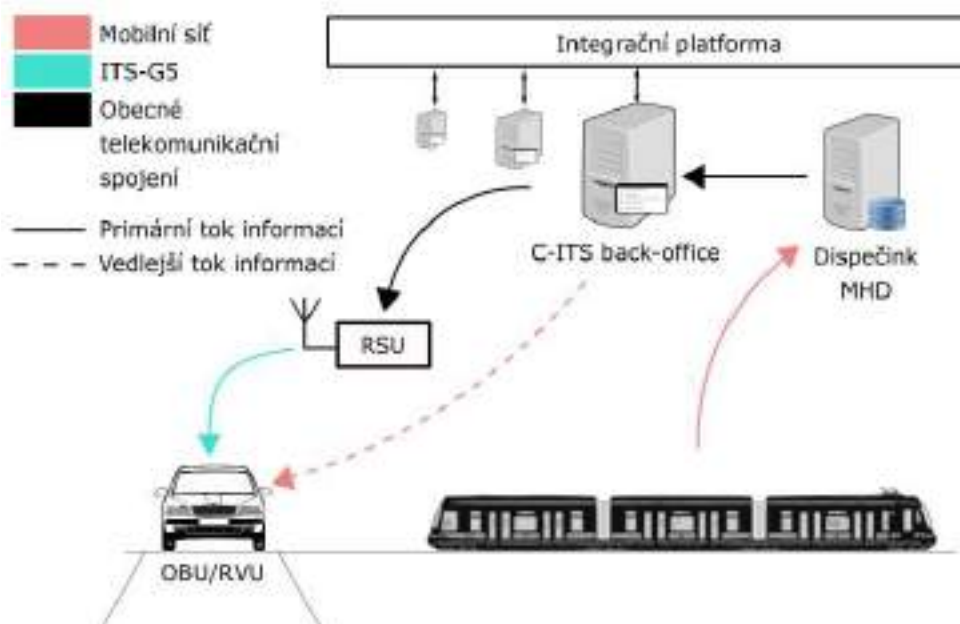 Mobilní síť
ITS-G5
Obecné
telekomunikační
spojení
Primární tok informací
Vedlejší tok informací
Integrační platforma
C-ITS back-office
Dispečink
MHD
RSU
OBU/RVU